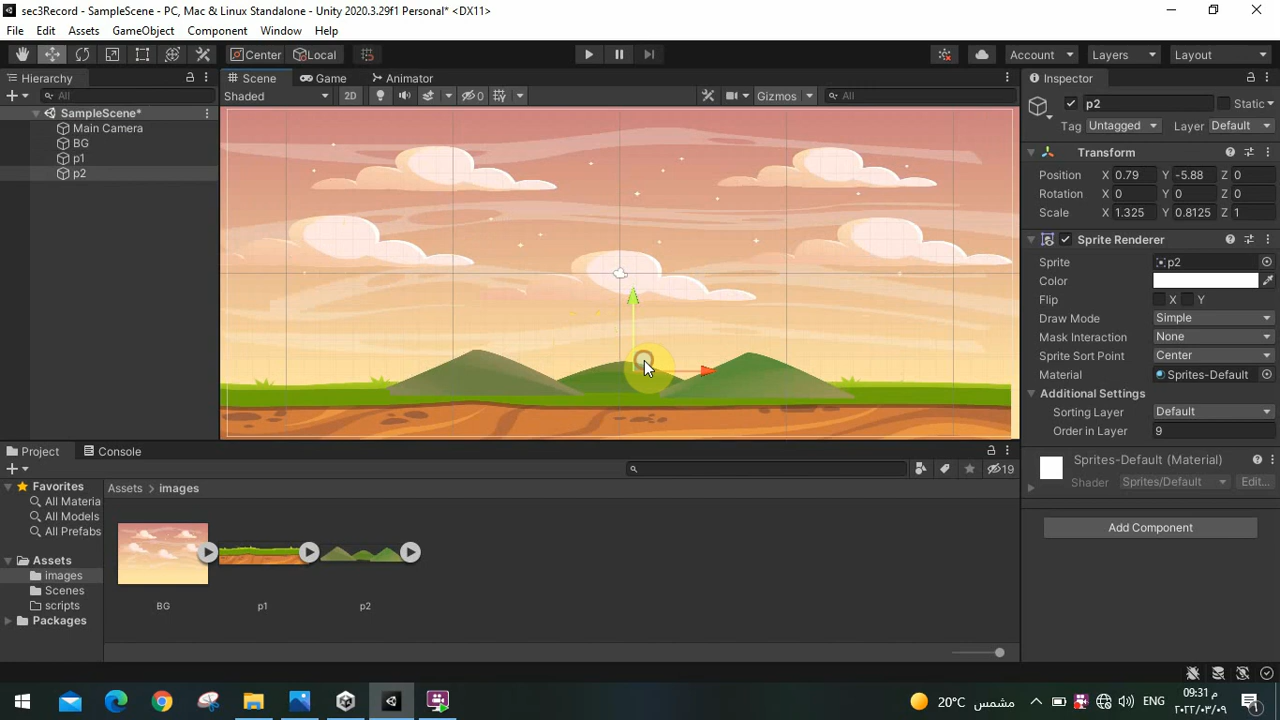 sec3Record - SampleScene - PC, Mac & Linux Standalone - Unity 2020.3.29f1 Personal* <DX11>
File Edit Assets GameObject Component Window Help
Center Local Account Layers Layout
Hierarchy Scene Game Animator Inspector
All Shaded 2D 0 Gizmos All p2 Static
SampleScene*
Main Camera
BG
p1
p2
Tag Untagged Layer Default
Transform
Position X 0.79 Y -5.88 Z 0
Rotation X 0 Y 0 Z 0
Scale X 1.325 Y 0.8125 Z 1
Sprite Renderer
Sprite p2
Color
Flip X Y
Draw Mode Simple
Mask Interaction None
Sprite Sort Point Center
Material Sprites-Default
Additional Settings
Sorting Layer Default
Order in Layer 9
Sprites-Default (Material)
Shader Sprites/Default Edit...
Add Component
Project Console
19
Favorites
All Materia
All Models
All Prefabs
Assets
images
Scenes
scripts
Packages
Assets > images
BG p1 p2
20°C مشمس ENG 09:31 م
٢٠٢٢/٠٣/٠٩
1